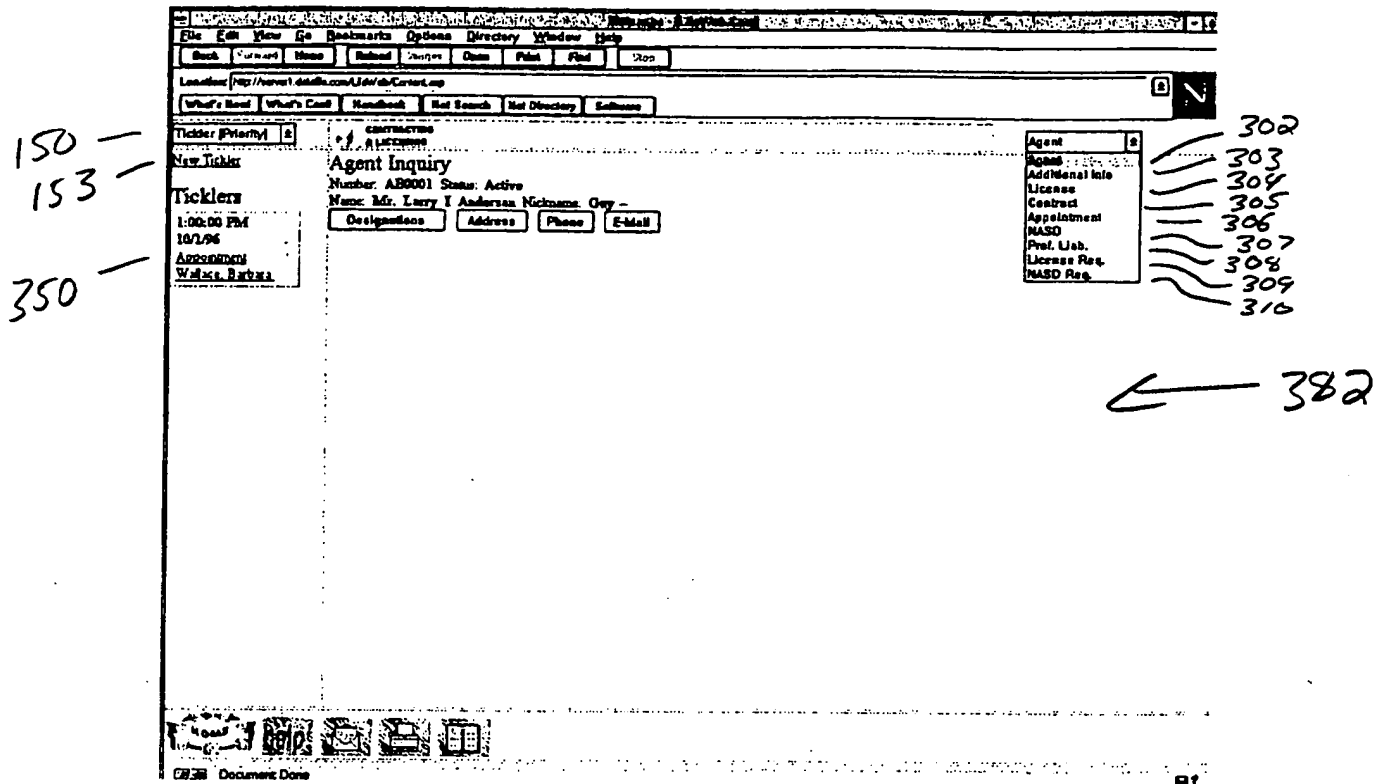 File Edit View Go Bookmarks Options Directory Window Help
Back Forward Home Reload Images Open Print Find Stop
Location:
What's New! What's Cool! Handbook Net Search Net Directory Software
N
150
Tickler [Priority]
CONTRACTING
& LICENSING
Agent
302
153
New Tickler
Agent Inquiry
Agent
303
Number: AB0001 Status: Active
Additional Info
304
Ticklers
Name: Mr. Larry I Anderson Nickname: Guy –
License
305
1:00:00 PM
Designations Address Phone E-Mail
Contract
306
10/1/96
Appointment
307
350
Appointment
NASD
308
Wallace, Barbara
Prof. Liab.
309
License Req.
310
NASD Req.
382
HOME
help
Document: Done